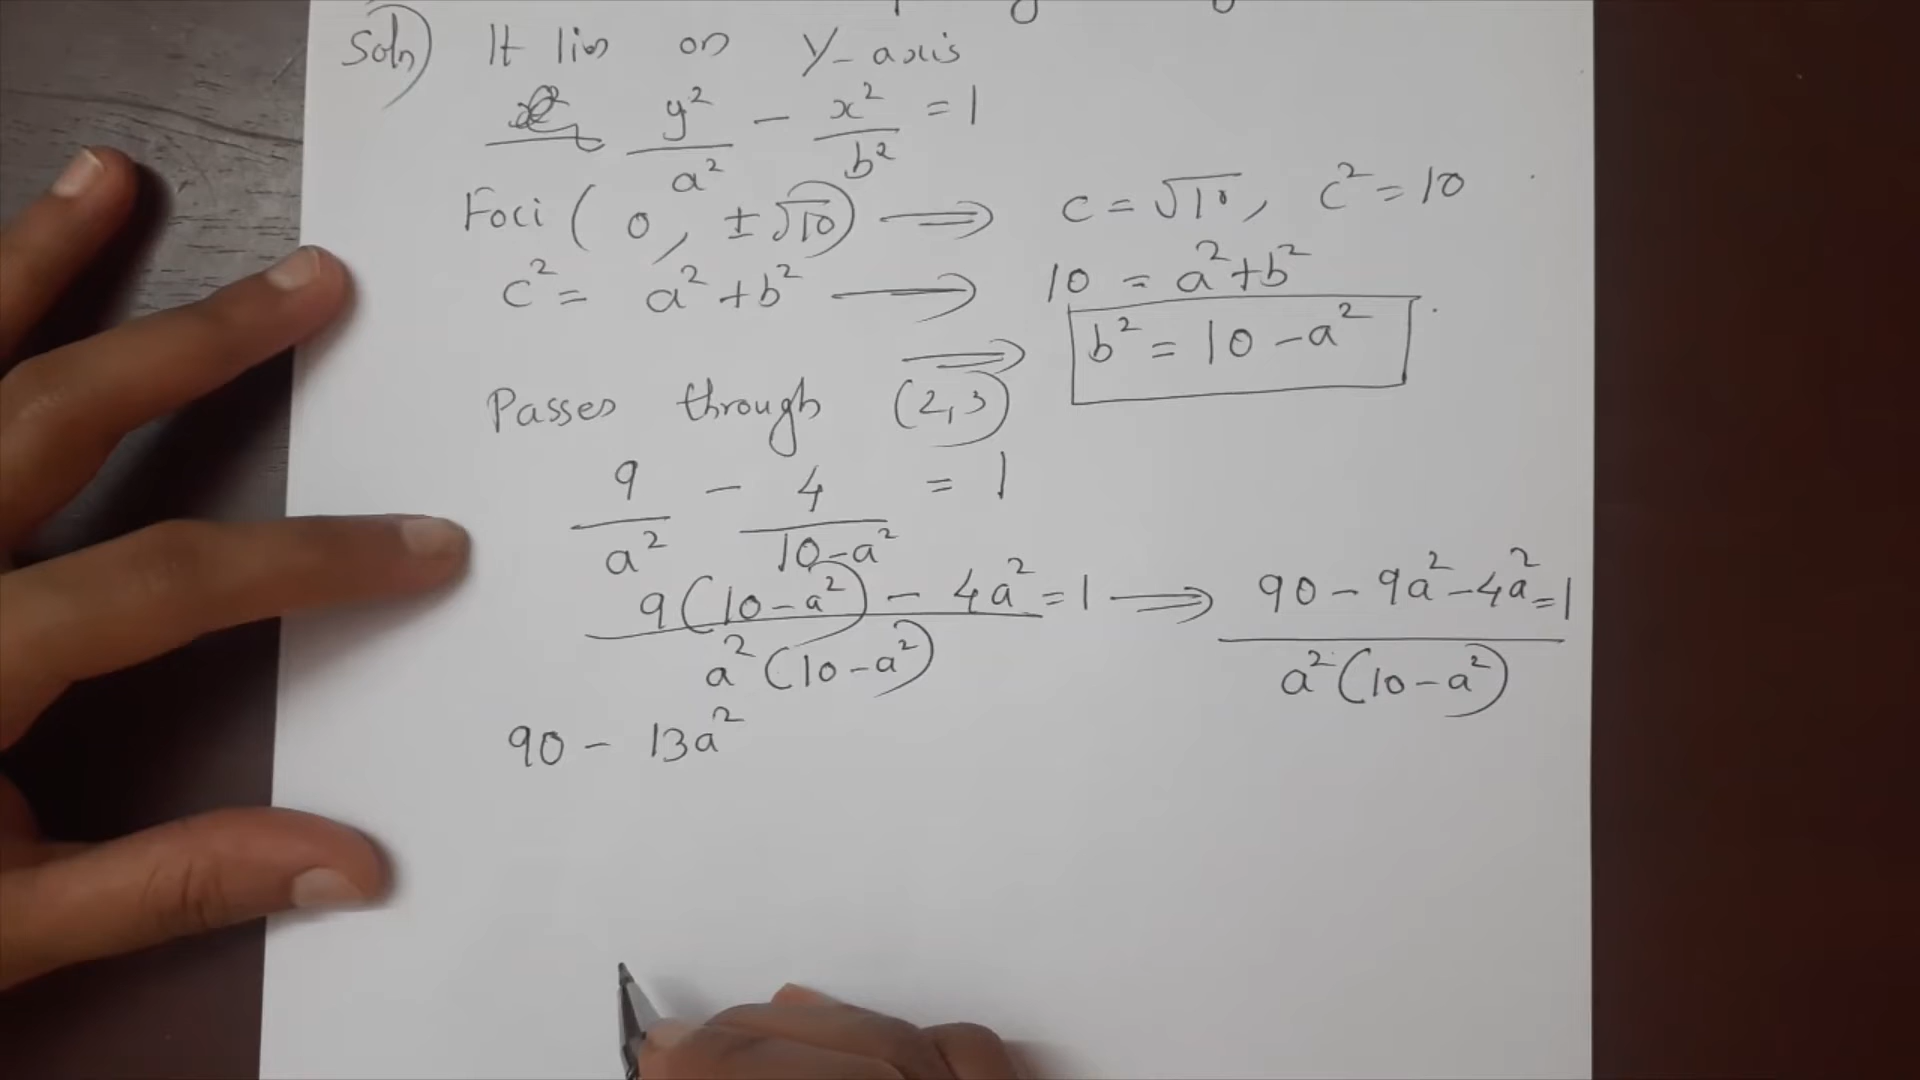 Soln) It lies on Y-axis
y²/a² - x²/b² = 1
Foci (0, ±√10) ⟹ c = √10, c² = 10
c² = a² + b² ⟶ 10 = a² + b²
⟹ b² = 10 - a²
Passes through (2,3)
9/a² - 4/10-a² = 1
9(10-a²) - 4a²/a²(10-a²) = 1 ⟹ 90 - 9a² - 4a²/a²(10-a²) = 1
90 - 13a²